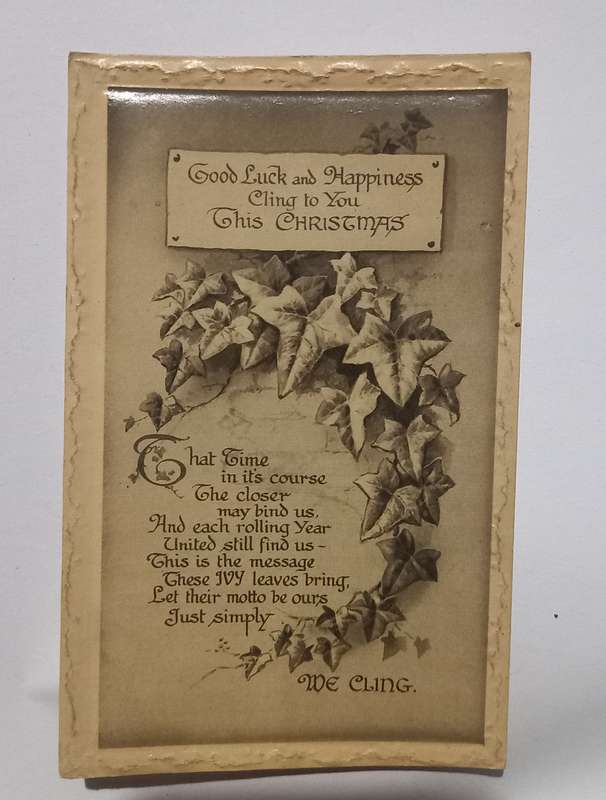 Good Luck and Happiness
Cling to You
This CHRISTMAS
That Time
in it's course
The closer
may bind us,
And each rolling Year
United still find us –
This is the message
These IVY leaves bring,
Let their motto be ours
Just simply
WE CLING.